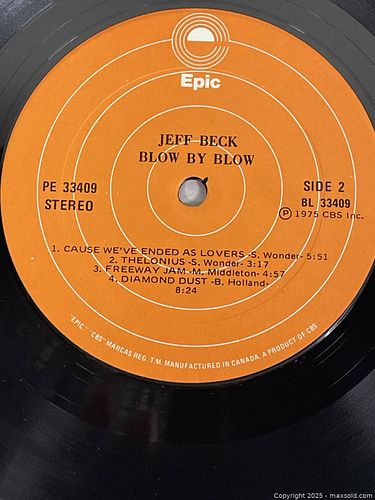 Epic
JEFF BECK
BLOW BY BLOW
PE 33409
STEREO
SIDE 2
BL 33409
Ⓟ 1975 CBS Inc.
1. CAUSE WE'VE ENDED AS LOVERS -S. Wonder- 5:51
2. THELONIUS -S. Wonder- 3:17
3. FREEWAY JAM -M. Middleton- 4:57
4. DIAMOND DUST -B. Holland-
8:24
"EPIC," "CBS" MARCAS REG. T.M. MANUFACTURED IN CANADA. A PRODUCT OF CBS
Copyright 2025 - maxsold.com